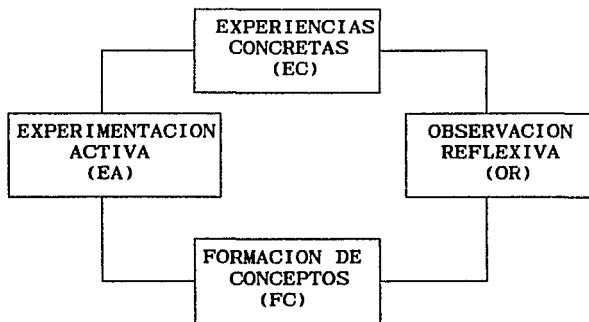 EXPERIENCIAS
CONCRETAS
(EC)
EXPERIMENTACION
ACTIVA
(EA)
OBSERVACION
REFLEXIVA
(OR)
FORMACION DE
CONCEPTOS
(FC)